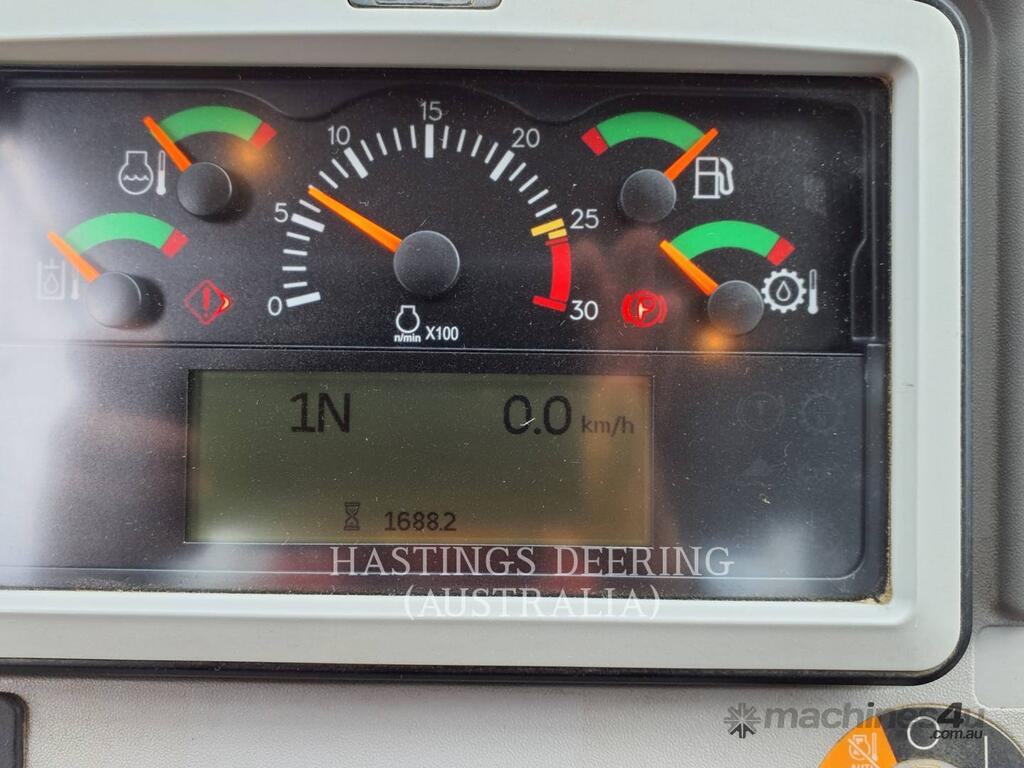 15
10 20
5 25
0 30
n/min X100
P
1N 0.0 km/h
1688.2
HASTINGS DEERING
(AUSTRALIA)
machines4u
.com.au